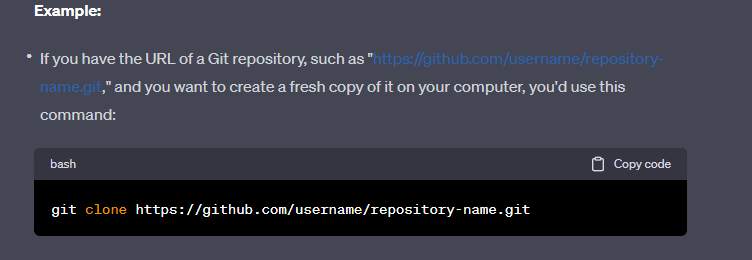 Example:
• If you have the URL of a Git repository, such as "https://github.com/username/repository-
name.git," and you want to create a fresh copy of it on your computer, you'd use this
command:
bash Copy code
git clone https://github.com/username/repository-name.git